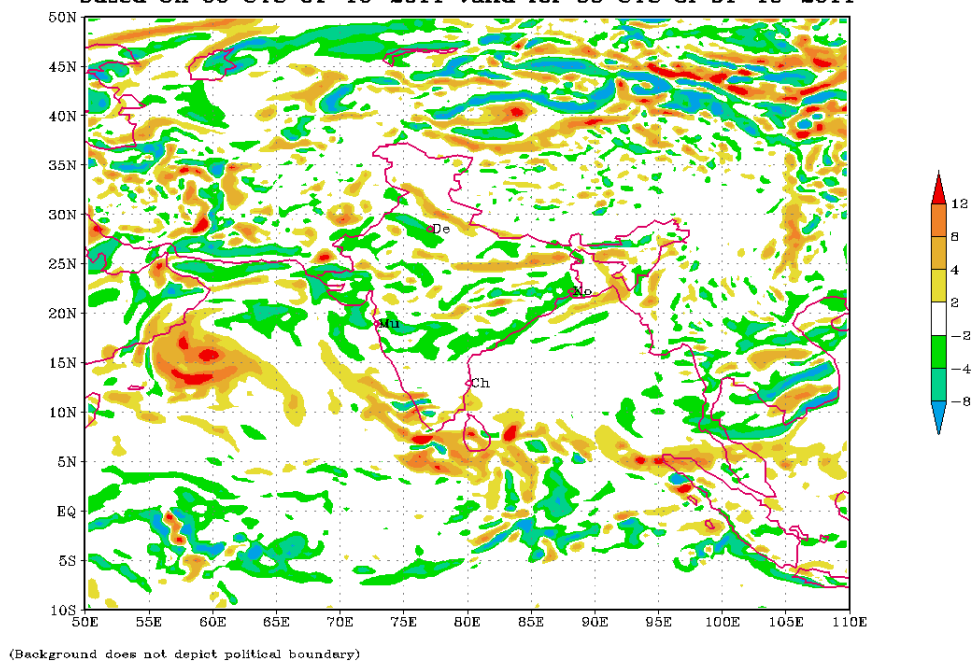 50N
45N
40N
35N
30N
25N
20N
15N
10N
5N
EQ
5S
10S
50E 55E 60E 65E 70E 75E 80E 85E 90E 95E 100E 105E 110E
De
Ko
Mu
Ch
12
8
4
2
-2
-4
-8
(Background does not depict political boundary)